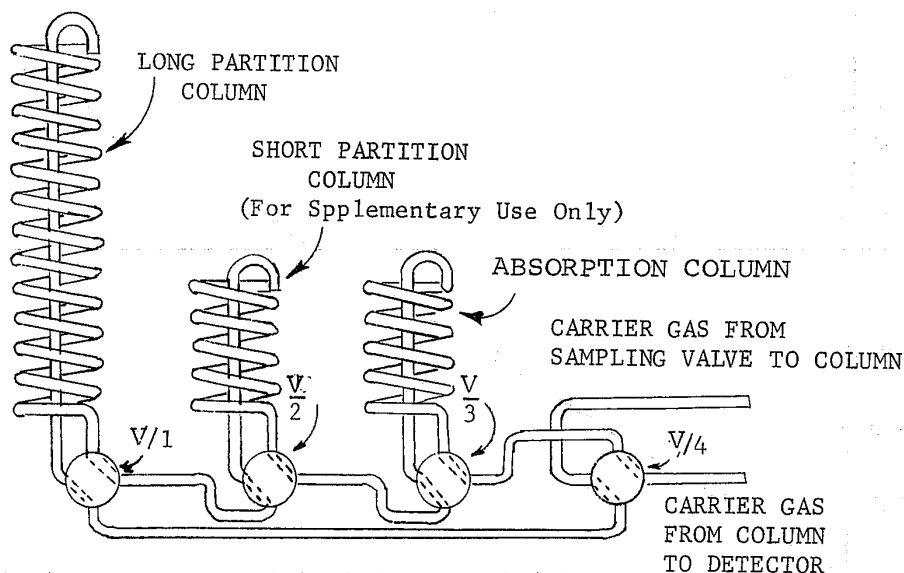 LONG PARTITION
COLUMN
SHORT PARTITION
COLUMN
(For Spplementary Use Only)
ABSORPTION COLUMN
CARRIER GAS FROM
SAMPLING VALVE TO COLUMN
V/1
V/2
V/3
V/4
CARRIER GAS
FROM COLUMN
TO DETECTOR